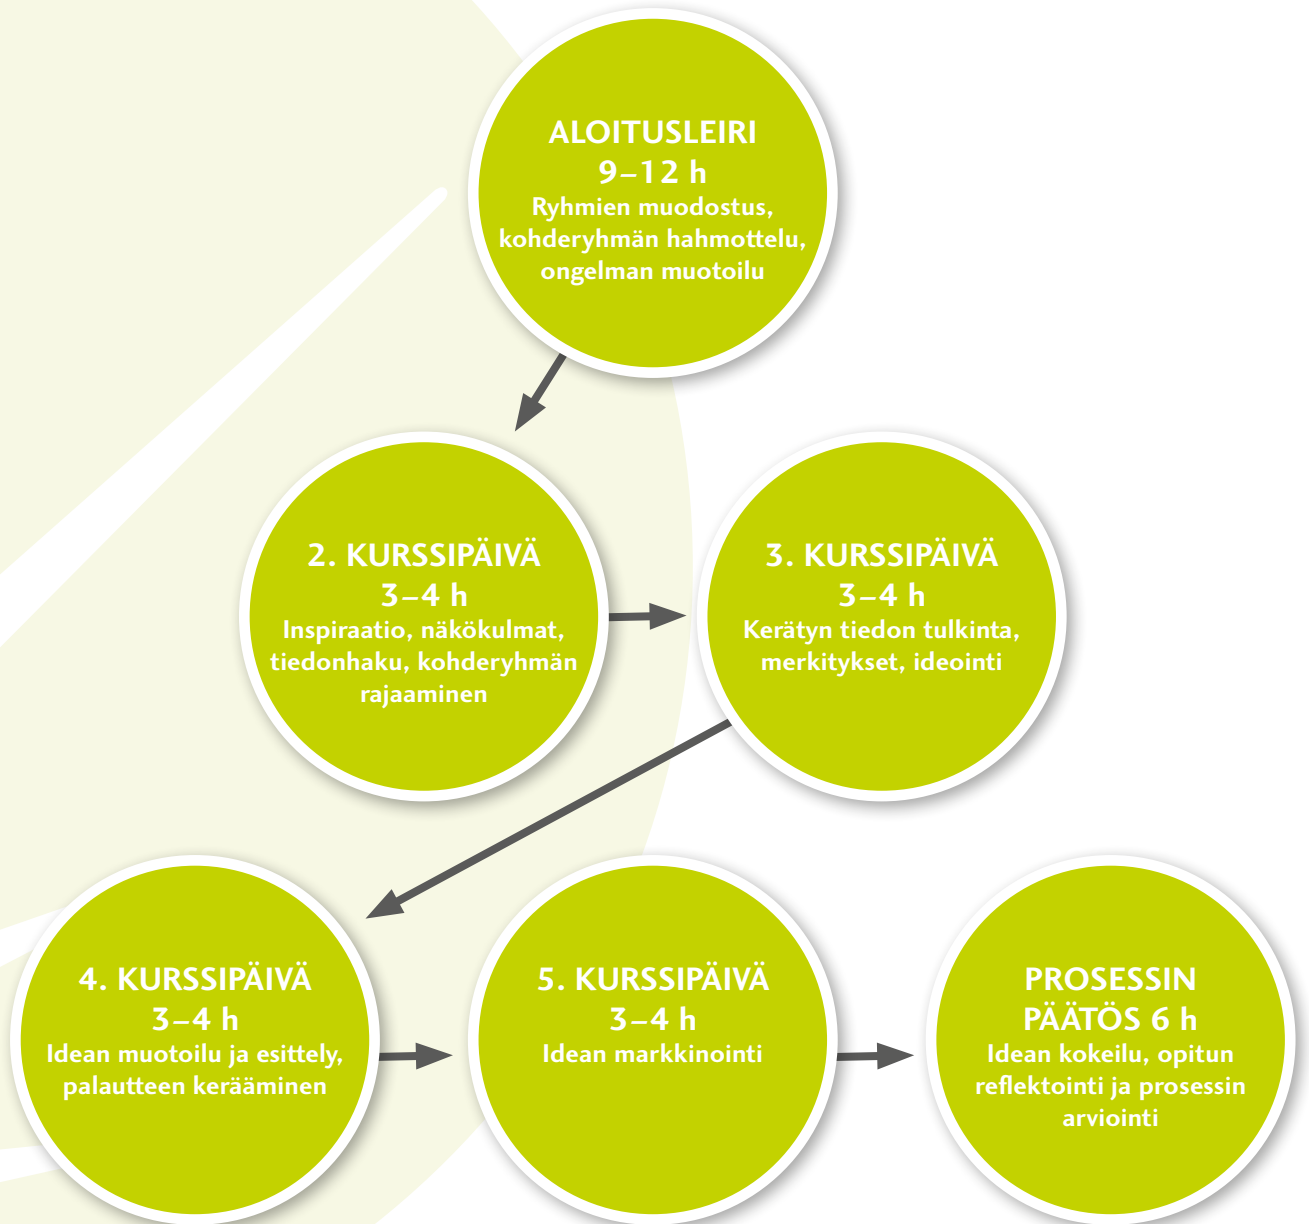 ALOITUSLEIRI
9–12 h
Ryhmien muodostus,
kohderyhmän hahmottelu,
ongelman muotoilu
2. KURSSIPÄIVÄ
3–4 h
Inspiraatio, näkökulmat,
tiedonhaku, kohderyhmän
rajaaminen
3. KURSSIPÄIVÄ
3–4 h
Kerätyn tiedon tulkinta,
merkitykset, ideointi
4. KURSSIPÄIVÄ
3–4 h
Idean muotoilu ja esittely,
palautteen kerääminen
5. KURSSIPÄIVÄ
3–4 h
Idean markkinointi
PROSESSIN
PÄÄTÖS 6 h
Idean kokeilu, opitun
reflektointi ja prosessin
arviointi